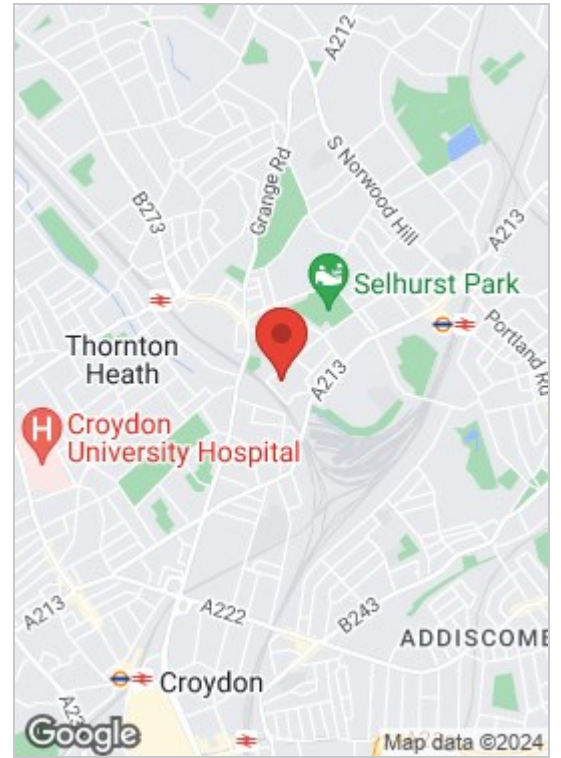 A212
S Norwood Hill
Grange Rd
B273
A213
Selhurst Park
Portland Rd
Thornton
Heath
A213
H
Croydon
University Hospital
A213
A222
B243
ADDISCOMBE
Croydon
A23
Google
Map data ©2024